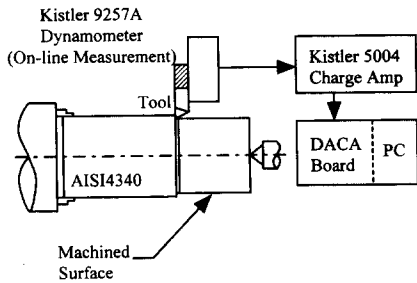 Kistler 9257A
Dynamometer
(On-line Measurement)
Kistler 5004
Charge Amp
Tool
DACA
Board
PC
AISI4340
Machined
Surface